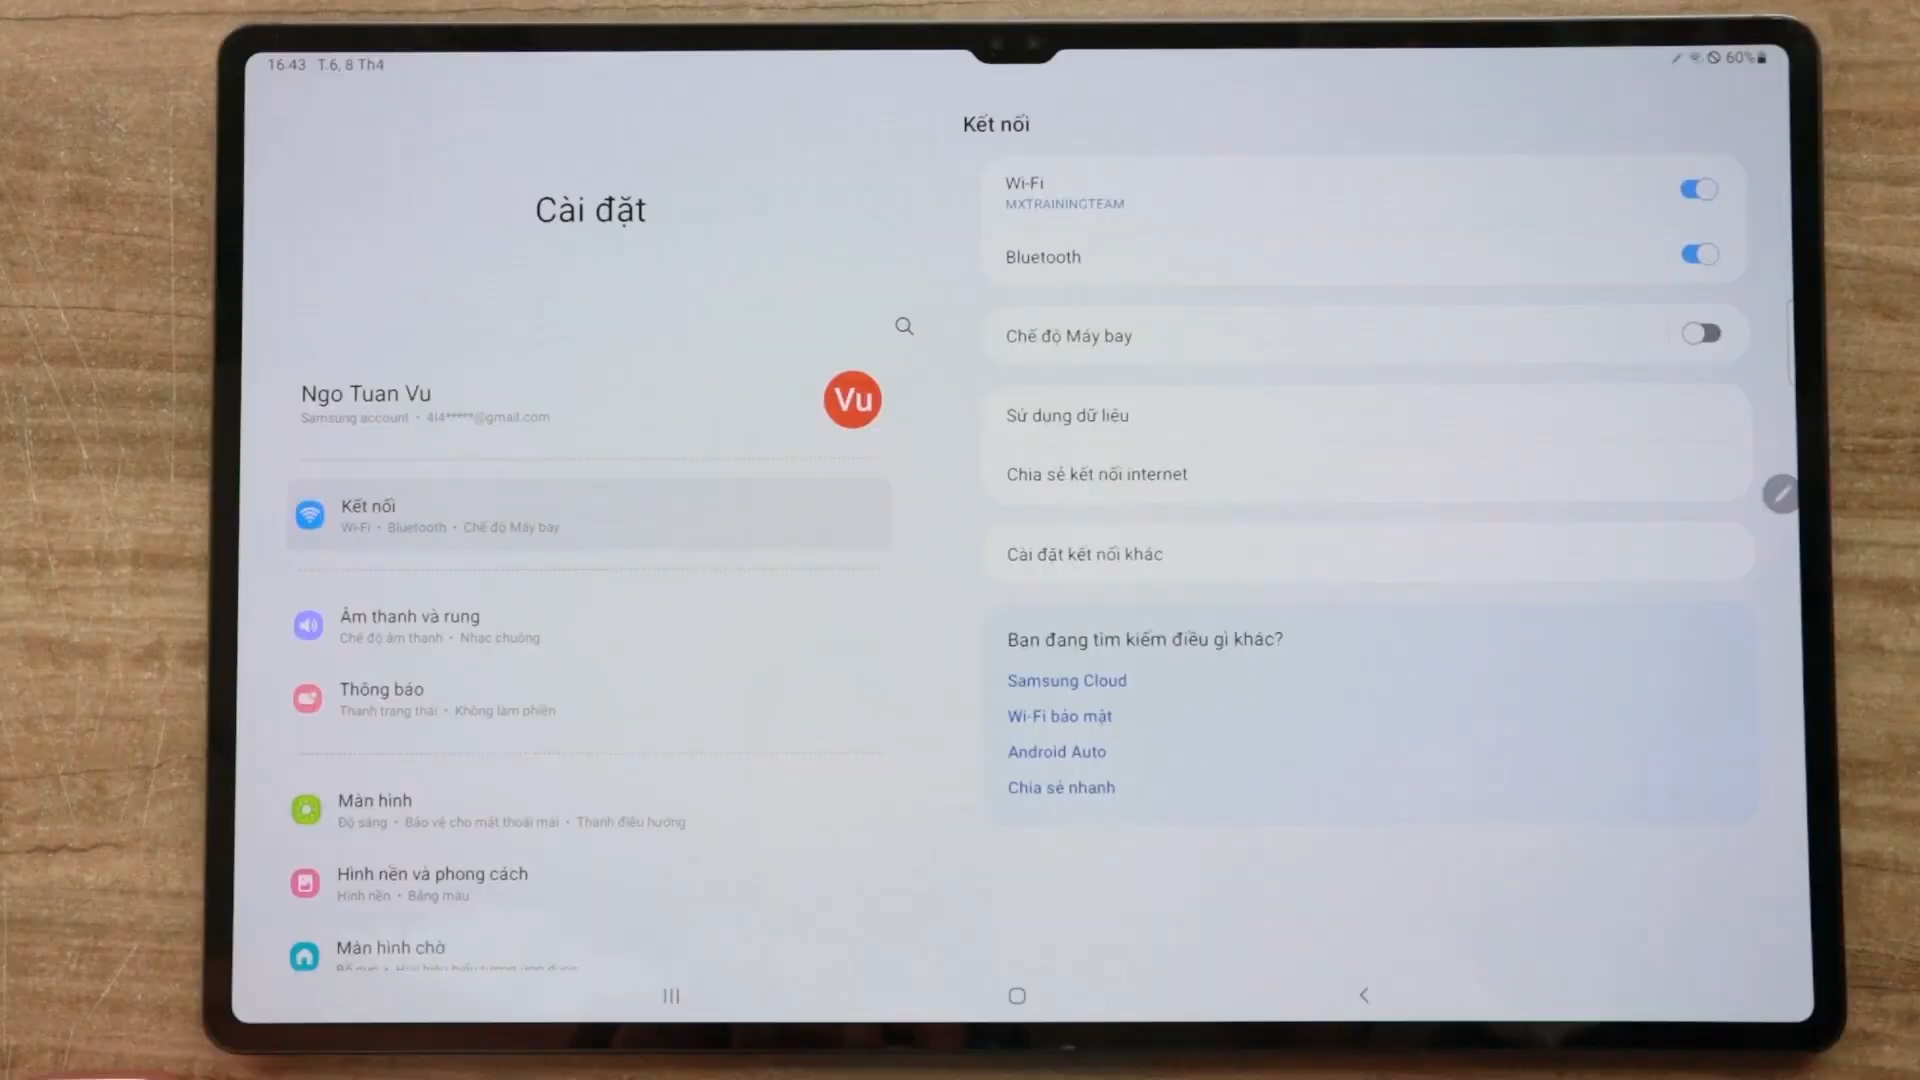 16:43 T.6, 8 Th4
60%
Cài đặt
Ngo Tuan Vu
Samsung account • 4l4*****@gmail.com
Vu
Kết nối
Wi-Fi • Bluetooth • Chế độ Máy bay
Âm thanh và rung
Chế độ âm thanh • Nhạc chuông
Thông báo
Thanh trạng thái • Không làm phiền
Màn hình
Độ sáng • Bảo vệ cho mắt thoải mái • Thanh điều hướng
Hình nền và phong cách
Hình nền • Bảng màu
Màn hình chờ
Kết nối
Wi-Fi
MXTRAININGTEAM
Bluetooth
Chế độ Máy bay
Sử dụng dữ liệu
Chia sẻ kết nối internet
Cài đặt kết nối khác
Bạn đang tìm kiếm điều gì khác?
Samsung Cloud
Wi-Fi bảo mật
Android Auto
Chia sẻ nhanh